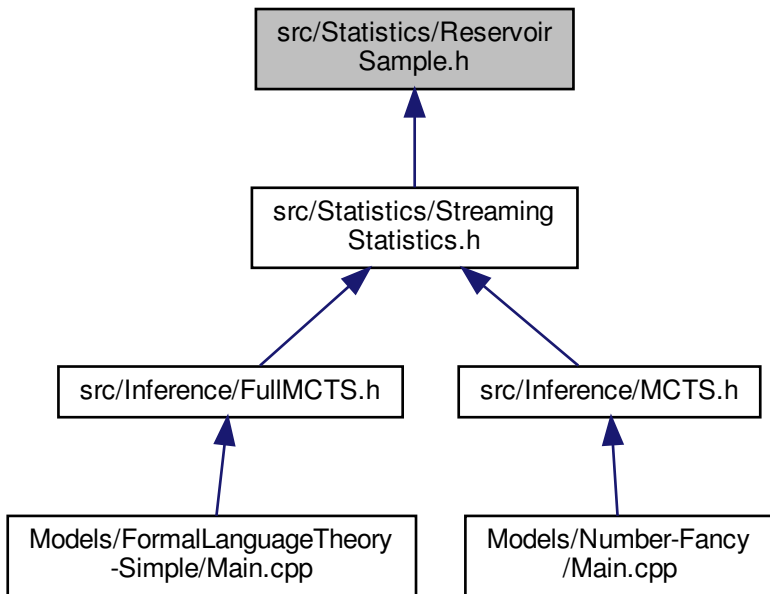 src/Statistics/Reservoir
Sample.h
src/Statistics/Streaming
Statistics.h
src/Inference/FullMCTS.h
src/Inference/MCTS.h
Models/FormalLanguageTheory
-Simple/Main.cpp
Models/Number-Fancy
/Main.cpp